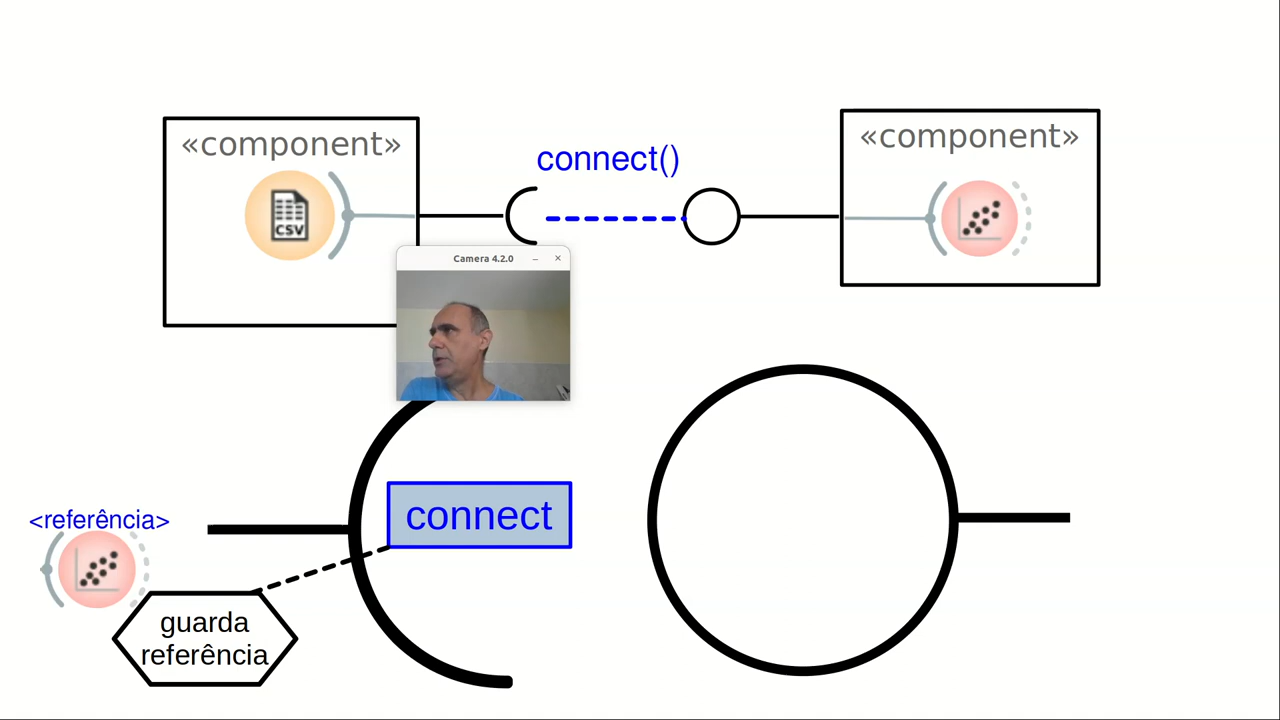 «component»
«component»
connect()
CSV
Camera 4.2.0
connect
<referência>
guarda
referência